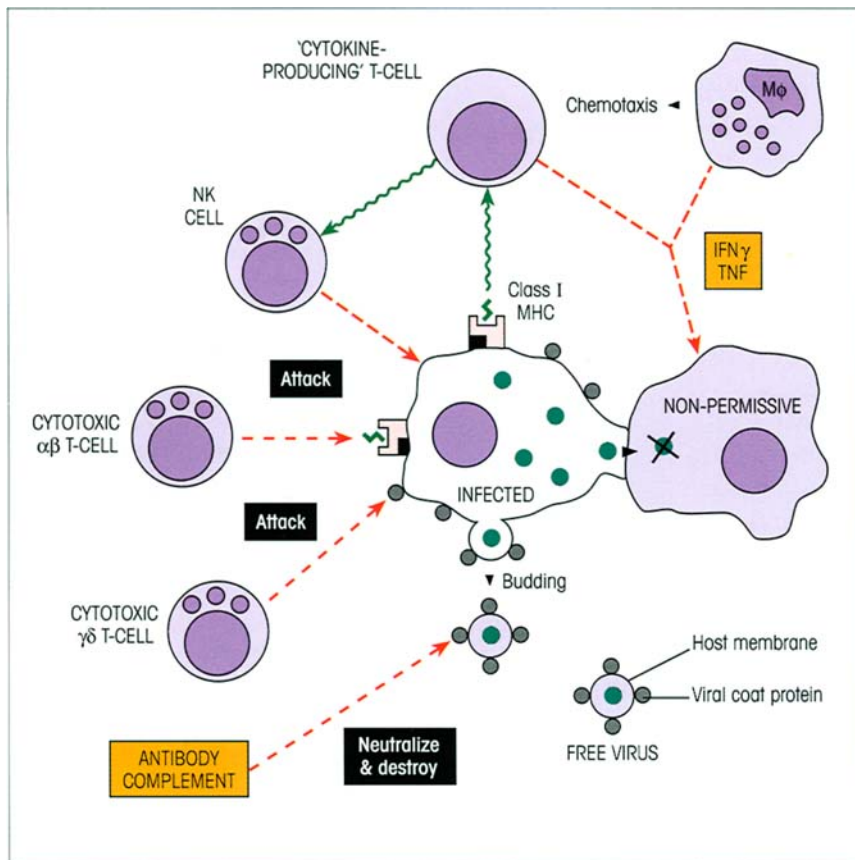 ‘CYTOKINE-
PRODUCING’ T-CELL
Mφ
Chemotaxis
NK
CELL
IFNγ
TNF
Class I
MHC
Attack
NON-PERMISSIVE
CYTOTOXIC
αβ T-CELL
INFECTED
Attack
Budding
CYTOTOXIC
γδ T-CELL
Host membrane
Viral coat protein
ANTIBODY
COMPLEMENT
Neutralize
& destroy
FREE VIRUS